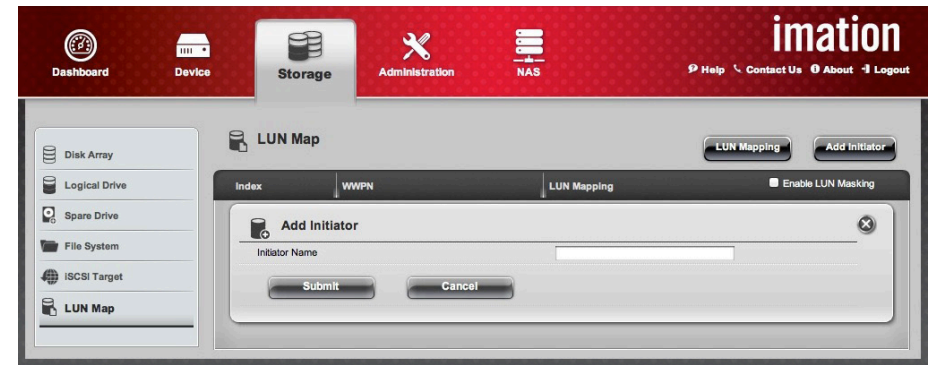 imation
Dashboard Device Storage Administration NAS
Help Contact Us About Logout
LUN Map
LUN Mapping Add Initiator
Disk Array
Logical Drive
Spare Drive
File System
iSCSI Target
LUN Map
Index WWPN LUN Mapping Enable LUN Masking
Add Initiator
Initiator Name
Submit Cancel